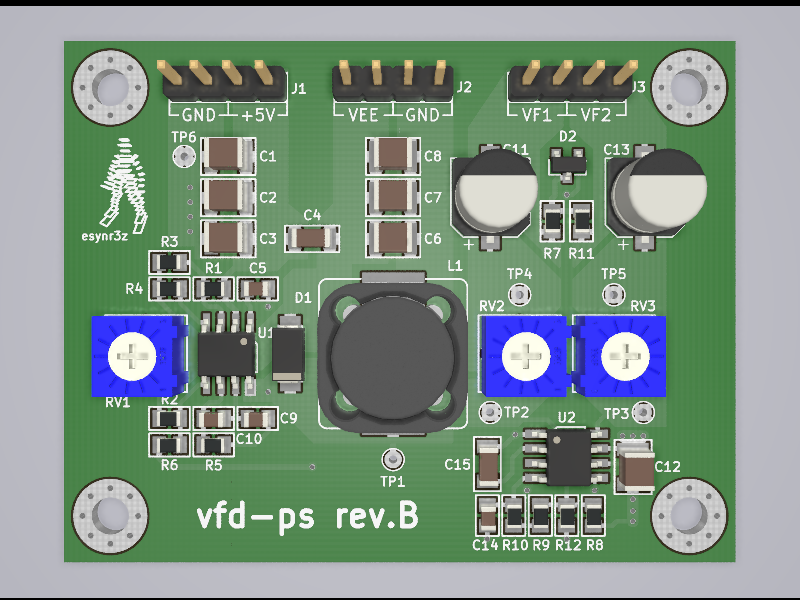 J1
J2
J3
GND +5V
VEE GND
VF1 VF2
TP6
D2
C1
C8
C11
C13
C2
C7
C4
C3
C6
esynr3z
+
+
R7 R11
R3
R1 C5
L1
TP4
TP5
R4
D1
RV2
RV3
U1
RV1
R2
TP2
TP3
U2
C9
C10
R6 R5
C15
C12
TP1
vfd-ps rev.B
C14 R10 R9 R12 R8